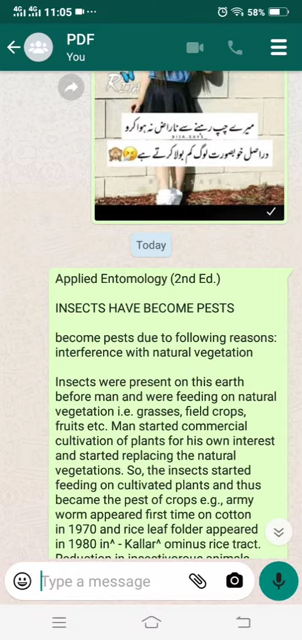 4G 4G 11:05 58%
PDF
You
میرے چپ رہنے سے ناراض نہ ہوا کرو
دراصل خوبصورت لوگ کم بولا کرتے ہے 🙈🤭
Today
Applied Entomology (2nd Ed.)
INSECTS HAVE BECOME PESTS
become pests due to following reasons:
interference with natural vegetation
Insects were present on this earth
before man and were feeding on natural
vegetation i.e. grasses, field crops,
fruits etc. Man started commercial
cultivation of plants for his own interest
and started replacing the natural
vegetations. So, the insects started
feeding on cultivated plants and thus
became the pest of crops e.g., army
worm appeared first time on cotton
in 1970 and rice leaf folder appeared
in 1980 in^ - Kallar^ ominus rice tract.
Reduction in insectivorous animals
Type a message